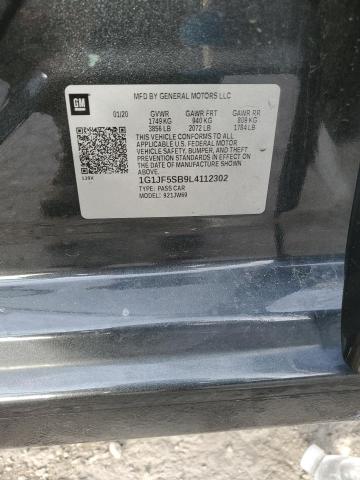 GM
MFD BY GENERAL MOTORS LLC
01/20 GVWR GAWR FRT GAWR RR
1749 KG 940 KG 809 KG
3856 LB 2072 LB 1784 LB
THIS VEHICLE CONFORMS TO ALL
APPLICABLE U.S. FEDERAL MOTOR
VEHICLE SAFETY, BUMPER, AND THEFT
PREVENTION STANDARDS IN EFFECT ON
THE DATE OF MANUFACTURE SHOWN ABOVE.
1G1JF5SB9L4112302
TYPE: PASS CAR
MODEL: 921JW69